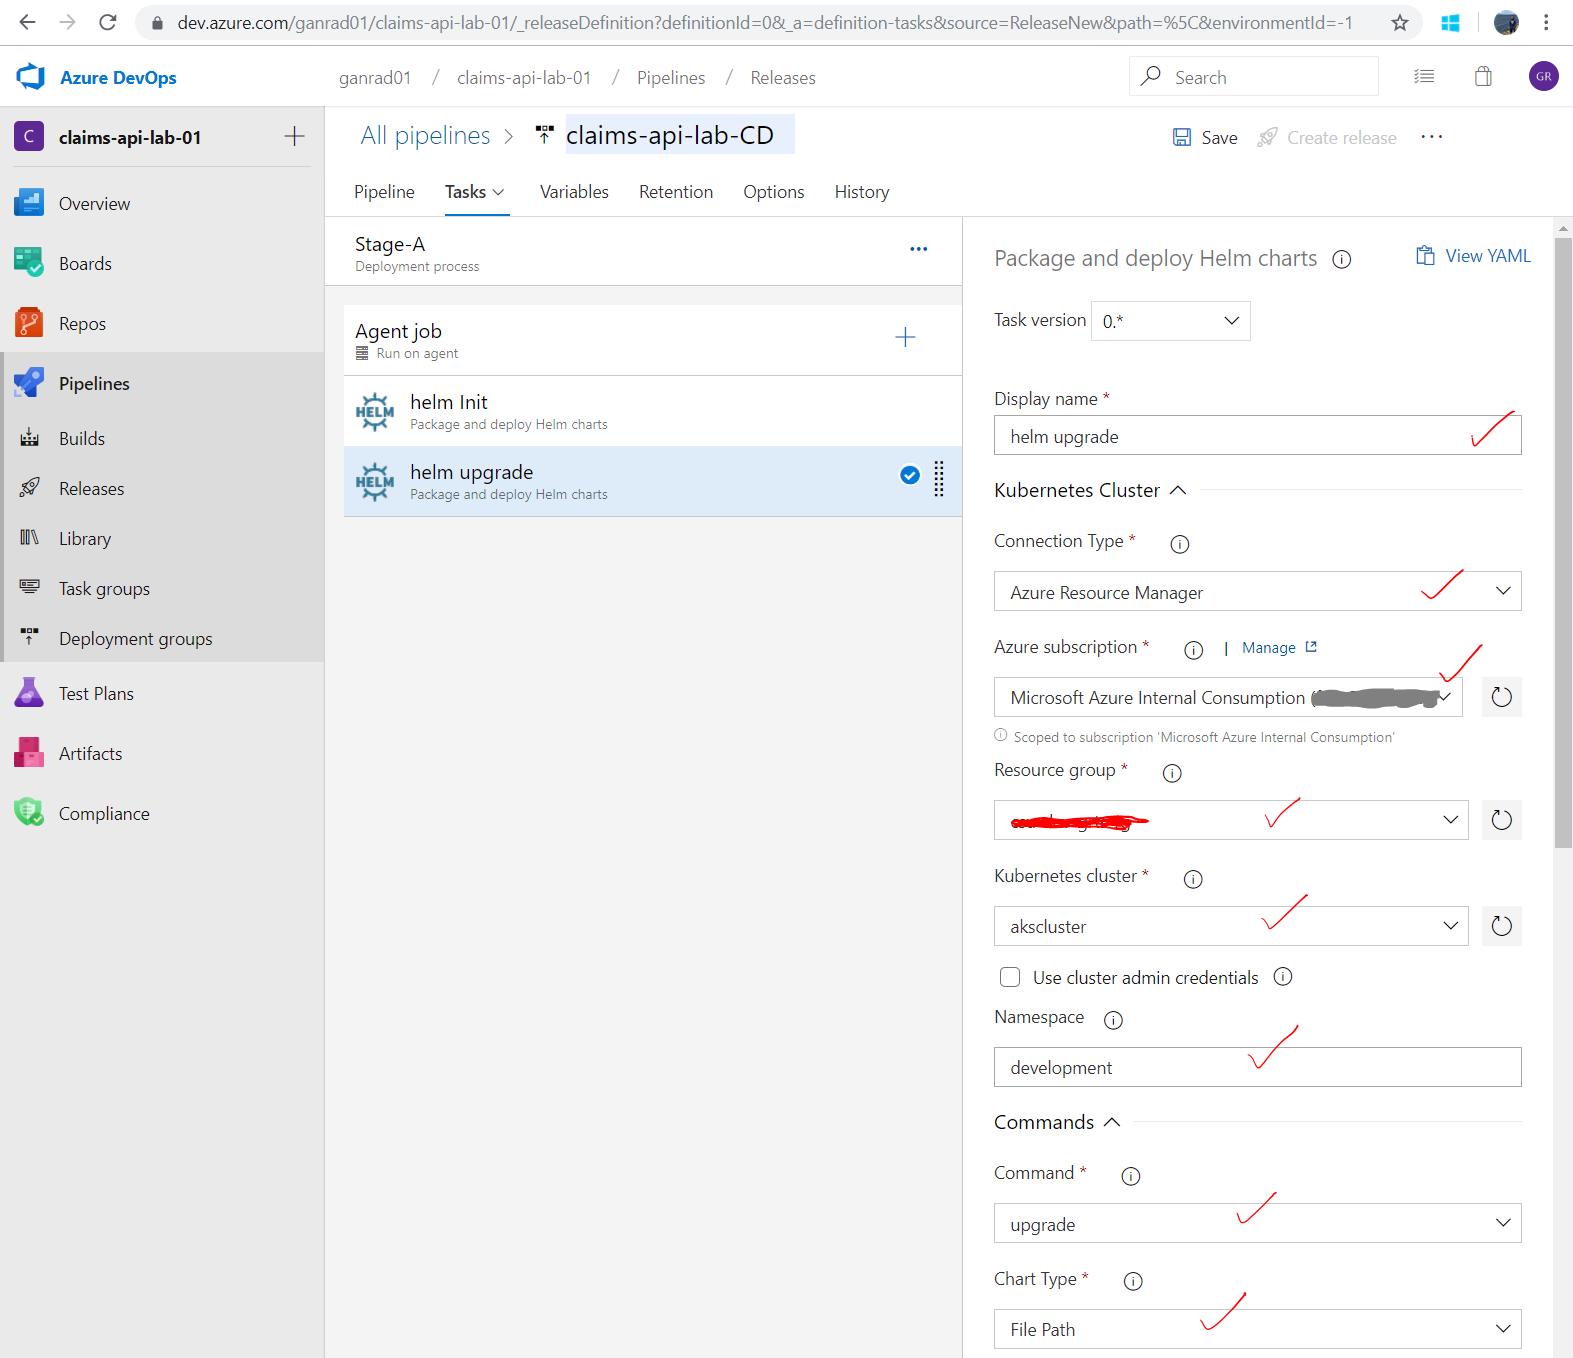 dev.azure.com/ganrad01/claims-api-lab-01/_releaseDefinition?definitionId=0&_a=definition-tasks&source=ReleaseNew&path=%5C&environmentId=-1
Azure DevOps
ganrad01 / claims-api-lab-01 / Pipelines / Releases
Search
GR
C claims-api-lab-01
All pipelines > claims-api-lab-CD
Save
Create release
Pipeline
Tasks
Variables
Retention
Options
History
Overview
Boards
Repos
Pipelines
Builds
Releases
Library
Task groups
Deployment groups
Test Plans
Artifacts
Compliance
Stage-A
Deployment process
Agent job
Run on agent
HELM
helm Init
Package and deploy Helm charts
HELM
helm upgrade
Package and deploy Helm charts
Package and deploy Helm charts
View YAML
Task version 0.*
Display name *
helm upgrade
Kubernetes Cluster
Connection Type *
Azure Resource Manager
Azure subscription * | Manage
Microsoft Azure Internal Consumption
Scoped to subscription 'Microsoft Azure Internal Consumption'
Resource group *
Kubernetes cluster *
akscluster
Use cluster admin credentials
Namespace
development
Commands
Command *
upgrade
Chart Type *
File Path